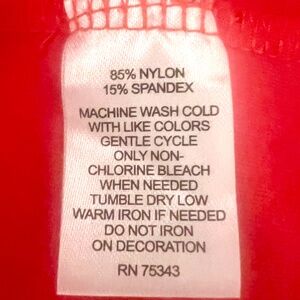 85% NYLON
15% SPANDEX
MACHINE WASH COLD
WITH LIKE COLORS
GENTLE CYCLE
ONLY NON-
CHLORINE BLEACH
WHEN NEEDED
TUMBLE DRY LOW
WARM IRON IF NEEDED
DO NOT IRON
ON DECORATION
RN 75343